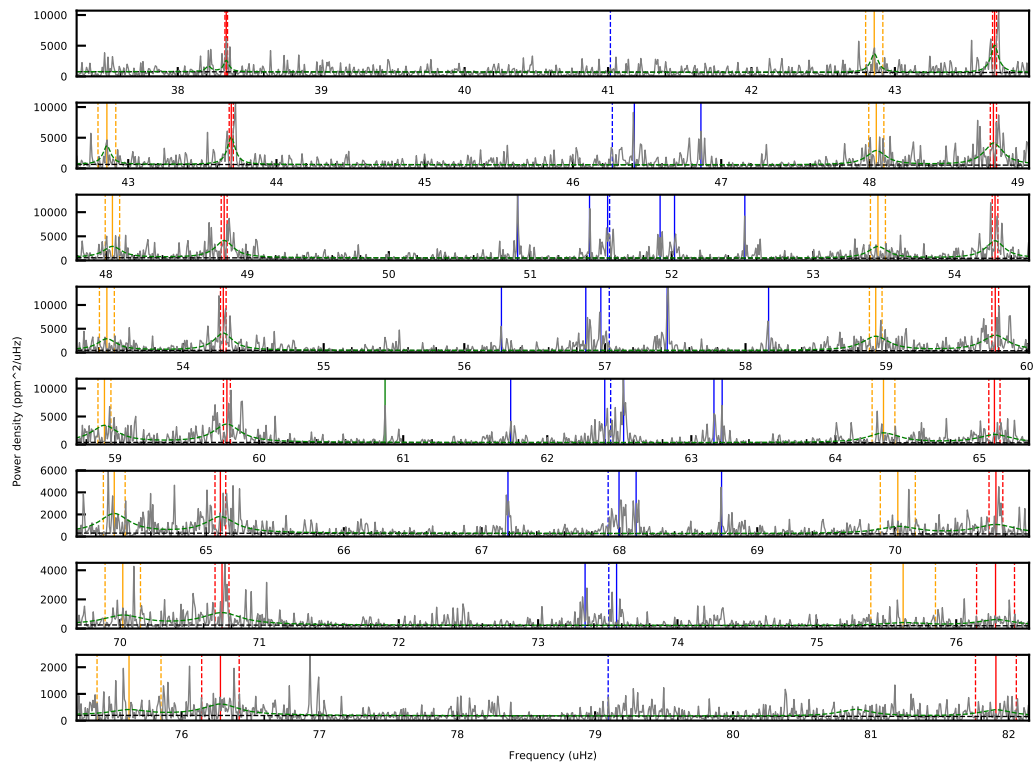 10000
5000
0
38 39 40 41 42 43
10000
5000
0
43 44 45 46 47 48 49
10000
5000
0
48 49 50 51 52 53 54
10000
5000
0
54 55 56 57 58 59 60
10000
5000
0
59 60 61 62 63 64 65
6000
4000
2000
0
65 66 67 68 69 70
4000
2000
0
70 71 72 73 74 75 76
2000
1000
0
76 77 78 79 80 81 82
Power density (ppm^2/uHz)
Frequency (uHz)